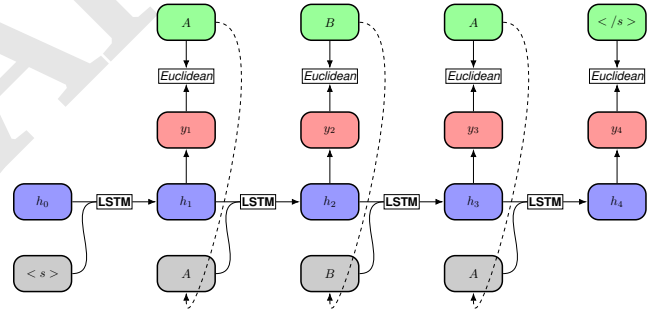 A B A </s>
Euclidean Euclidean Euclidean Euclidean
y₁ y₂ y₃ y₄
h₀ LSTM h₁ LSTM h₂ LSTM h₃ LSTM h₄
<s> A B A